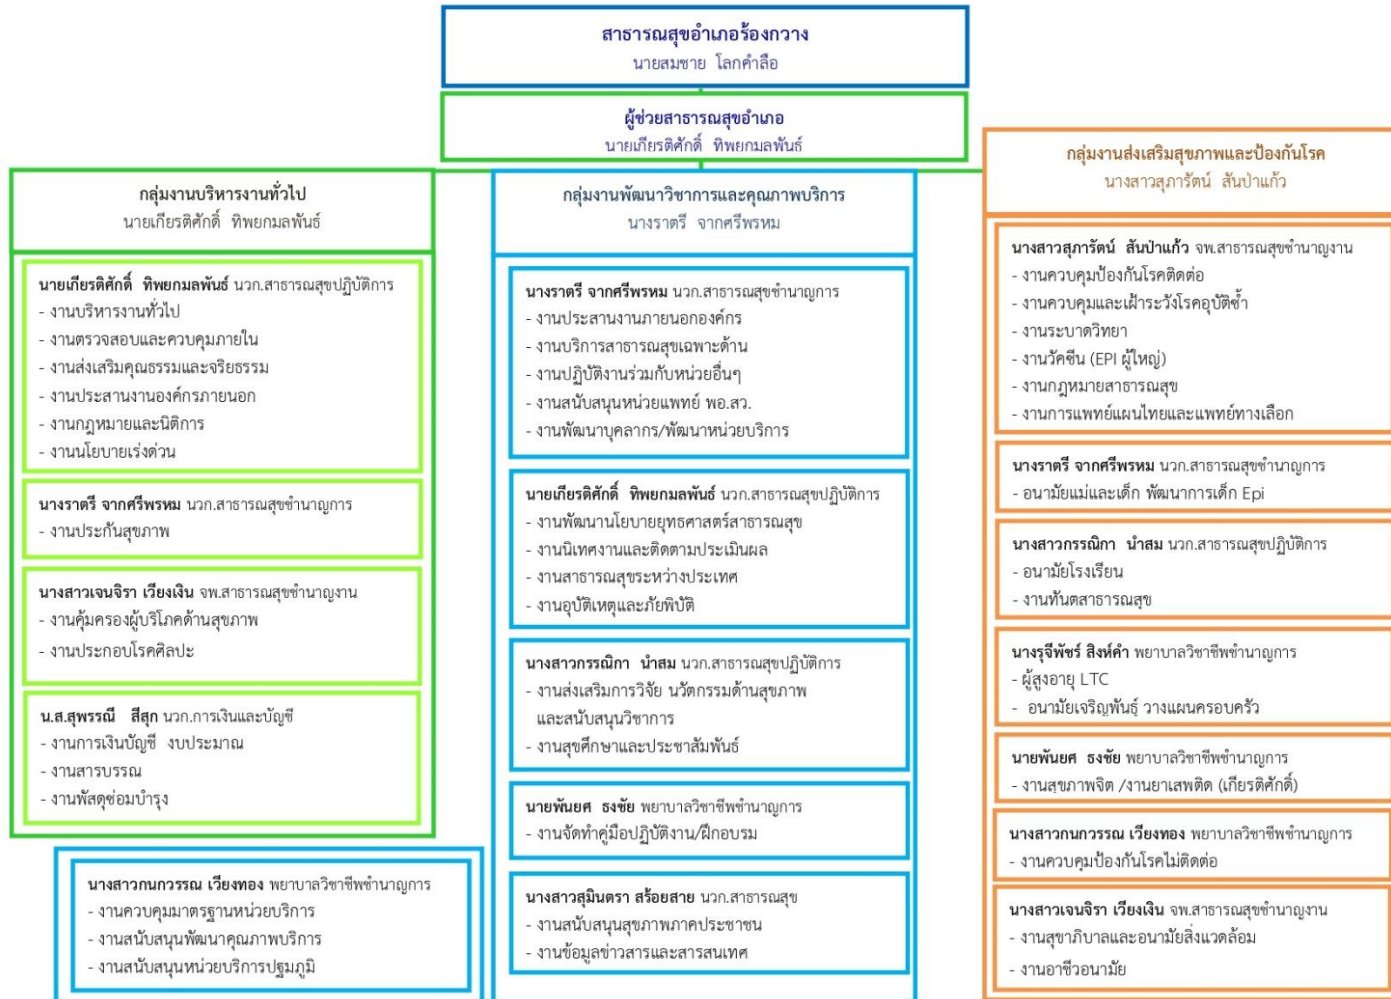 สาธารณสุขอำเภอร้องกวาง
นายสมชาย โลกคำลือ
ผู้ช่วยสาธารณสุขอำเภอ
นายเกียรติศักดิ์ ทิพยกมลพันธ์
กลุ่มงานบริหารงานทั่วไป
นายเกียรติศักดิ์ ทิพยกมลพันธ์
นายเกียรติศักดิ์ ทิพยกมลพันธ์ นวก.สาธารณสุขปฏิบัติการ
- งานบริหารงานทั่วไป
- งานตรวจสอบและควบคุมภายใน
- งานส่งเสริมคุณธรรมและจริยธรรม
- งานประสานงานองค์กรภายนอก
- งานกฎหมายและนิติการ
- งานนโยบายเร่งด่วน
นางราตรี จากศรีพรหม นวก.สาธารณสุขชำนาญการ
- งานประกันสุขภาพ
นางสาวเจนจิรา เวียงเงิน จพ.สาธารณสุขชำนาญงาน
- งานคุ้มครองผู้บริโภคด้านสุขภาพ
- งานประกอบโรคศิลปะ
น.ส.สุพรรณี สีสุก นวก.การเงินและบัญชี
- งานการเงินบัญชี งบประมาณ
- งานสารบรรณ
- งานพัสดุซ่อมบำรุง
นางสาวกนกวรรณ เวียงทอง พยาบาลวิชาชีพชำนาญการ
- งานควบคุมมาตรฐานหน่วยบริการ
- งานสนับสนุนพัฒนาคุณภาพบริการ
- งานสนับสนุนหน่วยบริการปฐมภูมิ
กลุ่มงานพัฒนาวิชาการและคุณภาพบริการ
นางราตรี จากศรีพรหม
นางราตรี จากศรีพรหม นวก.สาธารณสุขชำนาญการ
- งานประสานงานภายนอกองค์กร
- งานบริการสาธารณสุขเฉพาะด้าน
- งานปฏิบัติงานร่วมกับหน่วยอื่นๆ
- งานสนับสนุนหน่วยแพทย์ พอ.สว.
- งานพัฒนาบุคลากร/พัฒนาหน่วยบริการ
นายเกียรติศักดิ์ ทิพยกมลพันธ์ นวก.สาธารณสุขปฏิบัติการ
- งานพัฒนานโยบายยุทธศาสตร์สาธารณสุข
- งานนิเทศงานและติดตามประเมินผล
- งานสาธารณสุขระหว่างประเทศ
- งานอุบัติเหตุและภัยพิบัติ
นางสาวกรรณิกา นำสม นวก.สาธารณสุขปฏิบัติการ
- งานส่งเสริมการวิจัย นวัตกรรมด้านสุขภาพ
และสนับสนุนวิชาการ
- งานสุขศึกษาและประชาสัมพันธ์
นายพันยศ ธงชัย พยาบาลวิชาชีพชำนาญการ
- งานจัดทำคู่มือปฏิบัติงาน/ฝึกอบรม
นางสาวสุมินตรา สร้อยสาย นวก.สาธารณสุข
- งานสนับสนุนสุขภาพภาคประชาชน
- งานข้อมูลข่าวสารและสารสนเทศ
กลุ่มงานส่งเสริมสุขภาพและป้องกันโรค
นางสาวสุภารัตน์ สันป่าแก้ว
นางสาวสุภารัตน์ สันป่าแก้ว จพ.สาธารณสุขชำนาญงาน
- งานควบคุมป้องกันโรคติดต่อ
- งานควบคุมและเฝ้าระวังโรคอุบัติซ้ำ
- งานระบาดวิทยา
- งานวัคซีน (EPI ผู้ใหญ่)
- งานกฎหมายสาธารณสุข
- งานการแพทย์แผนไทยและแพทย์ทางเลือก
นางราตรี จากศรีพรหม นวก.สาธารณสุขชำนาญการ
- อนามัยแม่และเด็ก พัฒนาการเด็ก Epi
นางสาวกรรณิกา นำสม นวก.สาธารณสุขปฏิบัติการ
- อนามัยโรงเรียน
- งานทันตสาธารณสุข
นางรุจีพัชร์ สิงห์คำ พยาบาลวิชาชีพชำนาญการ
- ผู้สูงอายุ LTC
- อนามัยเจริญพันธุ์ วางแผนครอบครัว
นายพันยศ ธงชัย พยาบาลวิชาชีพชำนาญการ
- งานสุขภาพจิต /งานยาเสพติด (เกียรติศักดิ์)
นางสาวกนกวรรณ เวียงทอง พยาบาลวิชาชีพชำนาญการ
- งานควบคุมป้องกันโรคไม่ติดต่อ
นางสาวเจนจิรา เวียงเงิน จพ.สาธารณสุขชำนาญงาน
- งานสุขาภิบาลและอนามัยสิ่งแวดล้อม
- งานอาชีวอนามัย